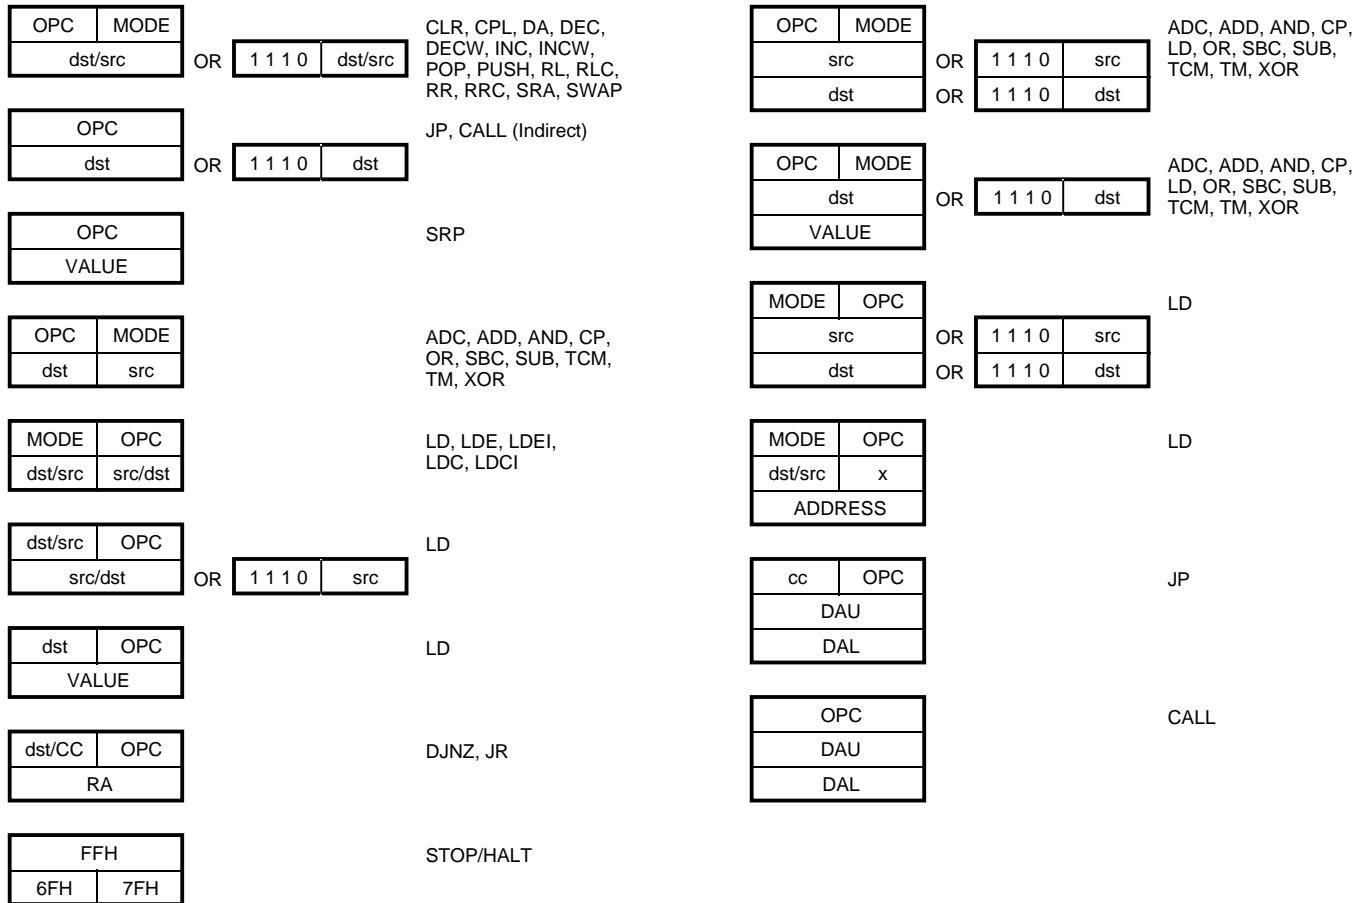 OPC MODE
dst/src OR 1 1 1 0 dst/src
CLR, CPL, DA, DEC,
DECW, INC, INCW,
POP, PUSH, RL, RLC,
RR, RRC, SRA, SWAP
OPC
dst OR 1 1 1 0 dst
JP, CALL (Indirect)
OPC
VALUE
SRP
OPC MODE
dst src
ADC, ADD, AND, CP,
OR, SBC, SUB, TCM,
TM, XOR
MODE OPC
dst/src src/dst
LD, LDE, LDEI,
LDC, LDCI
dst/src OPC
src/dst OR 1 1 1 0 src
LD
dst OPC
VALUE
LD
dst/CC OPC
RA
DJNZ, JR
FFH
6FH 7FH
STOP/HALT
OPC MODE
src OR 1 1 1 0 src
dst OR 1 1 1 0 dst
ADC, ADD, AND, CP,
LD, OR, SBC, SUB,
TCM, TM, XOR
OPC MODE
dst OR 1 1 1 0 dst
VALUE
ADC, ADD, AND, CP,
LD, OR, SBC, SUB,
TCM, TM, XOR
MODE OPC
src OR 1 1 1 0 src
dst OR 1 1 1 0 dst
LD
MODE OPC
dst/src x
ADDRESS
LD
cc OPC
DAU
DAL
JP
OPC
DAU
DAL
CALL